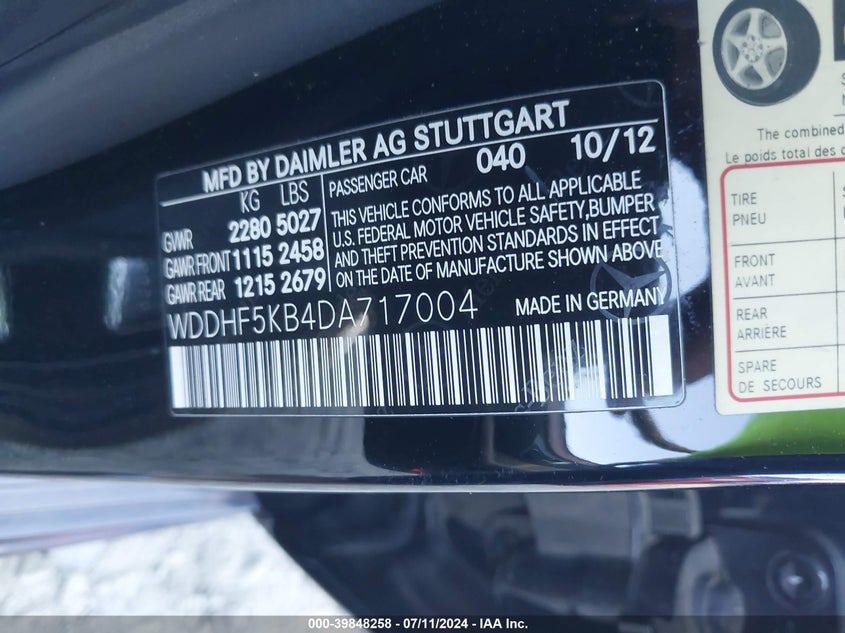 MFD BY DAIMLER AG STUTTGART
KG LBS
PASSENGER CAR 040 10/12
GVWR 2280 5027
GAWR FRONT 1115 2458
GAWR REAR 1215 2679
THIS VEHICLE CONFORMS TO ALL APPLICABLE
U.S. FEDERAL MOTOR VEHICLE SAFETY,BUMPER
AND THEFT PREVENTION STANDARDS IN EFFECT
ON THE DATE OF MANUFACTURE SHOWN ABOVE
WDDHF5KB4DA717004 MADE IN GERMANY
The combined
Le poids total des
TIRE
PNEU
FRONT
AVANT
REAR
ARRIÈRE
SPARE
DE SECOURS
000-39848258 - 07/11/2024 - IAA Inc.